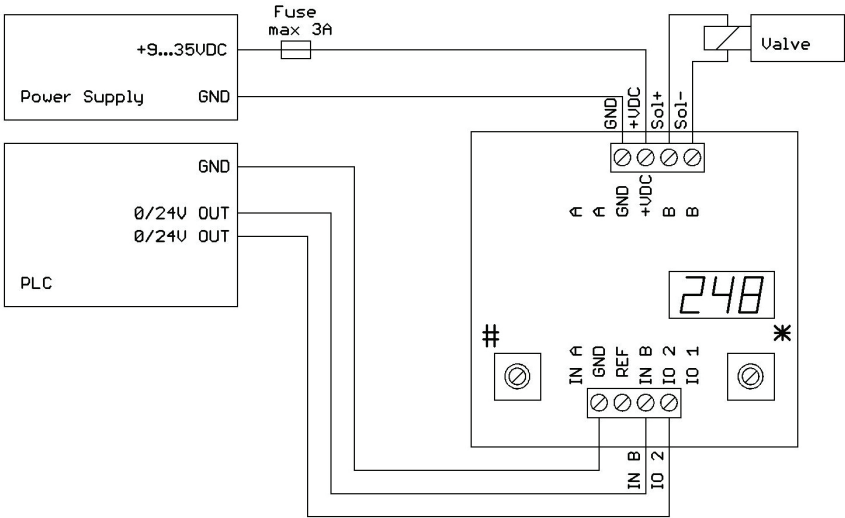 Fuse
max 3A
+9...35VDC
Power Supply
GND
Valve
GND
+VDC
Sol+
Sol-
GND
0/24V OUT
0/24V OUT
PLC
A
A
GND
+VDC
B
B
248
#
*
IN A
GND
REF
IN B
IO 2
IO 1
IN B
IO 2